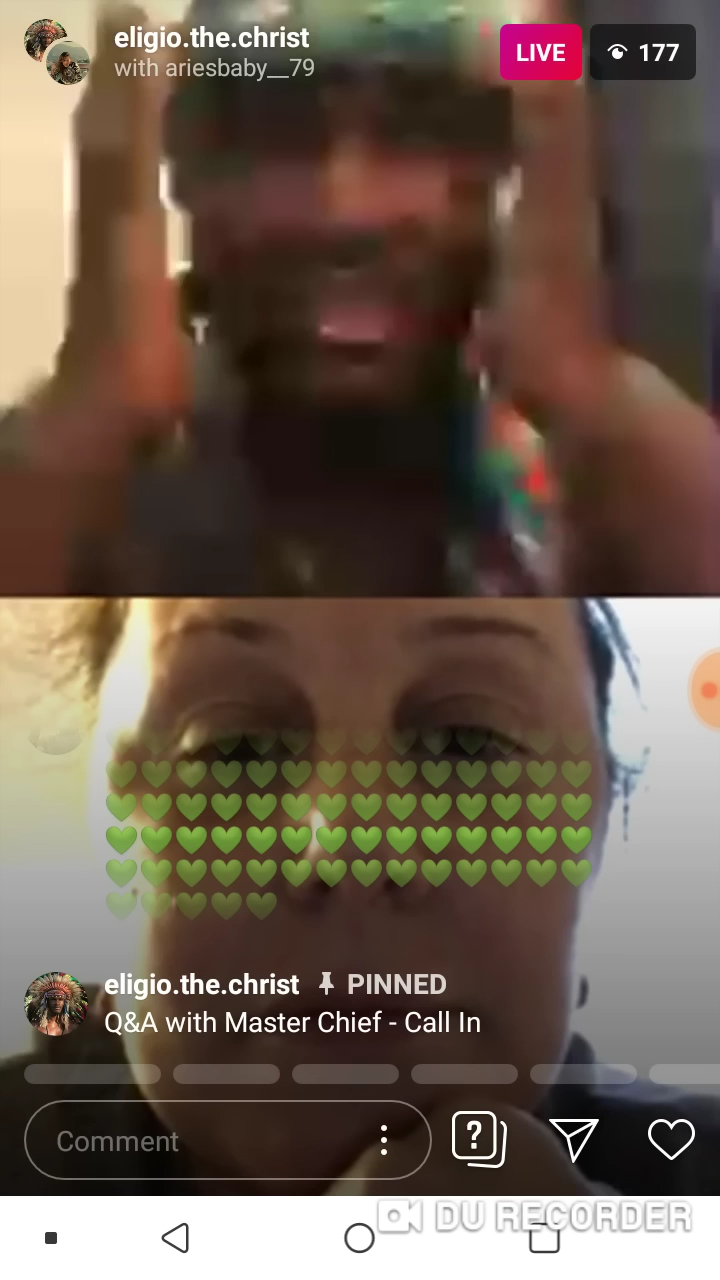 eligio.the.christ
with ariesbaby__79
LIVE
177
eligio.the.christ PINNED
Q&A with Master Chief - Call In
Comment
?
DU RECORDER